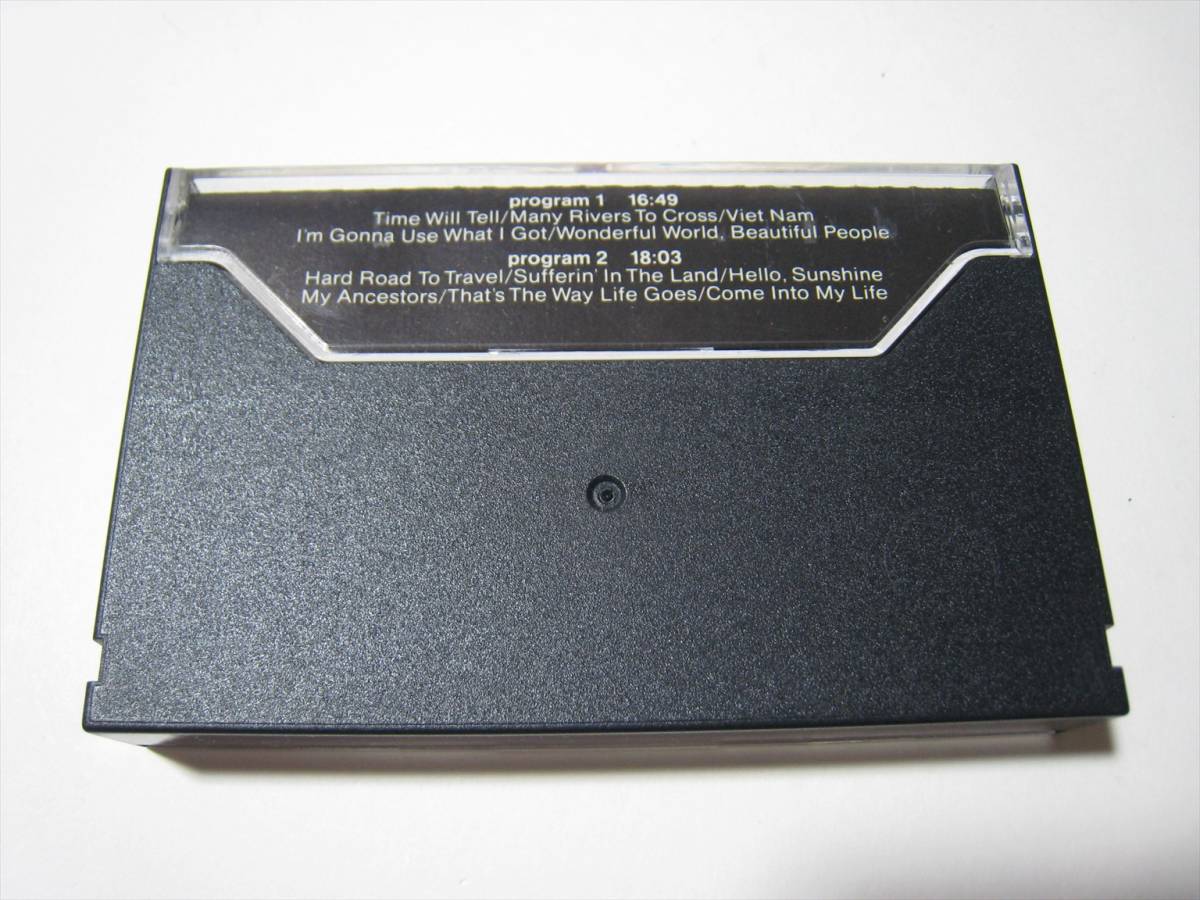 program 1 16:49
Time Will Tell/Many Rivers To Cross/Viet Nam
I'm Gonna Use What I Got/Wonderful World, Beautiful People
program 2 18:03
Hard Road To Travel/Sufferin' In The Land/Hello, Sunshine
My Ancestors/That's The Way Life Goes/Come Into My Life